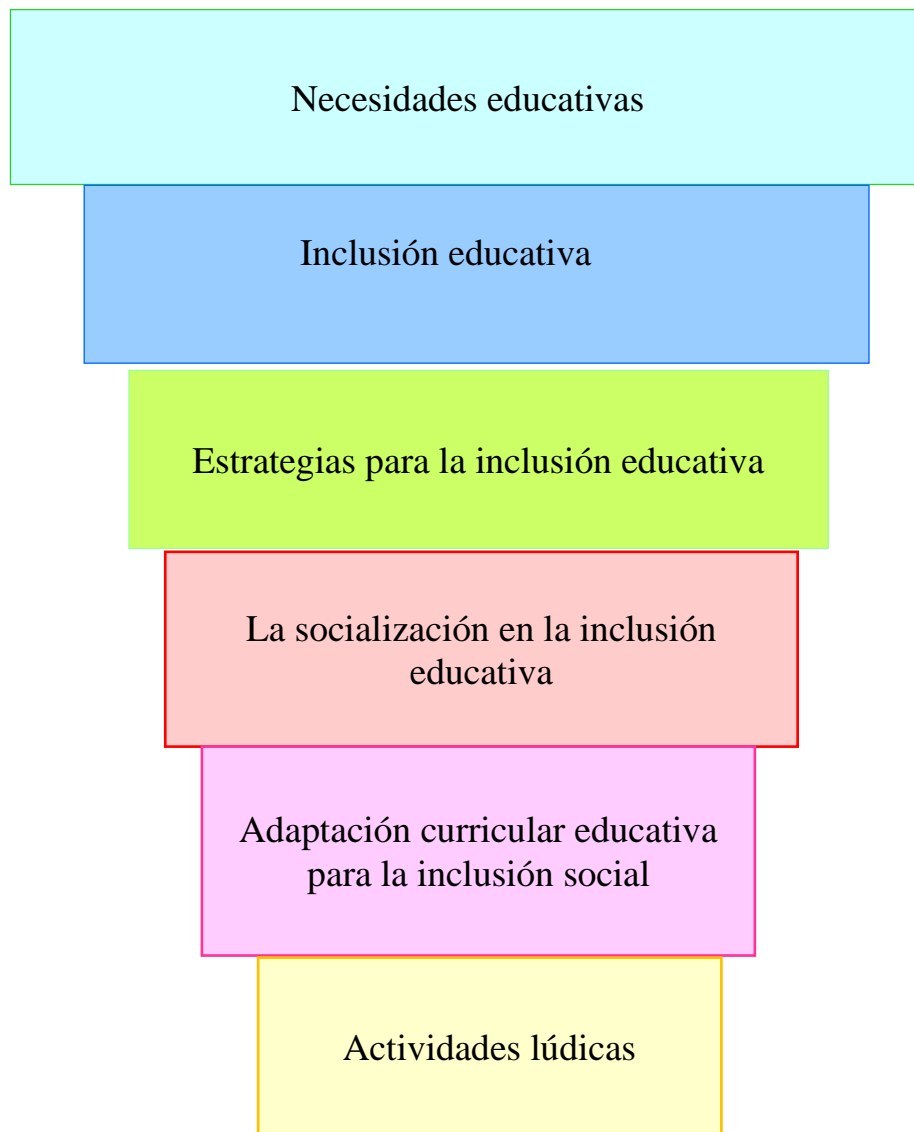 Necesidades educativas
Inclusión educativa
Estrategias para la inclusión educativa
La socialización en la inclusión
educativa
Adaptación curricular educativa
para la inclusión social
Actividades lúdicas